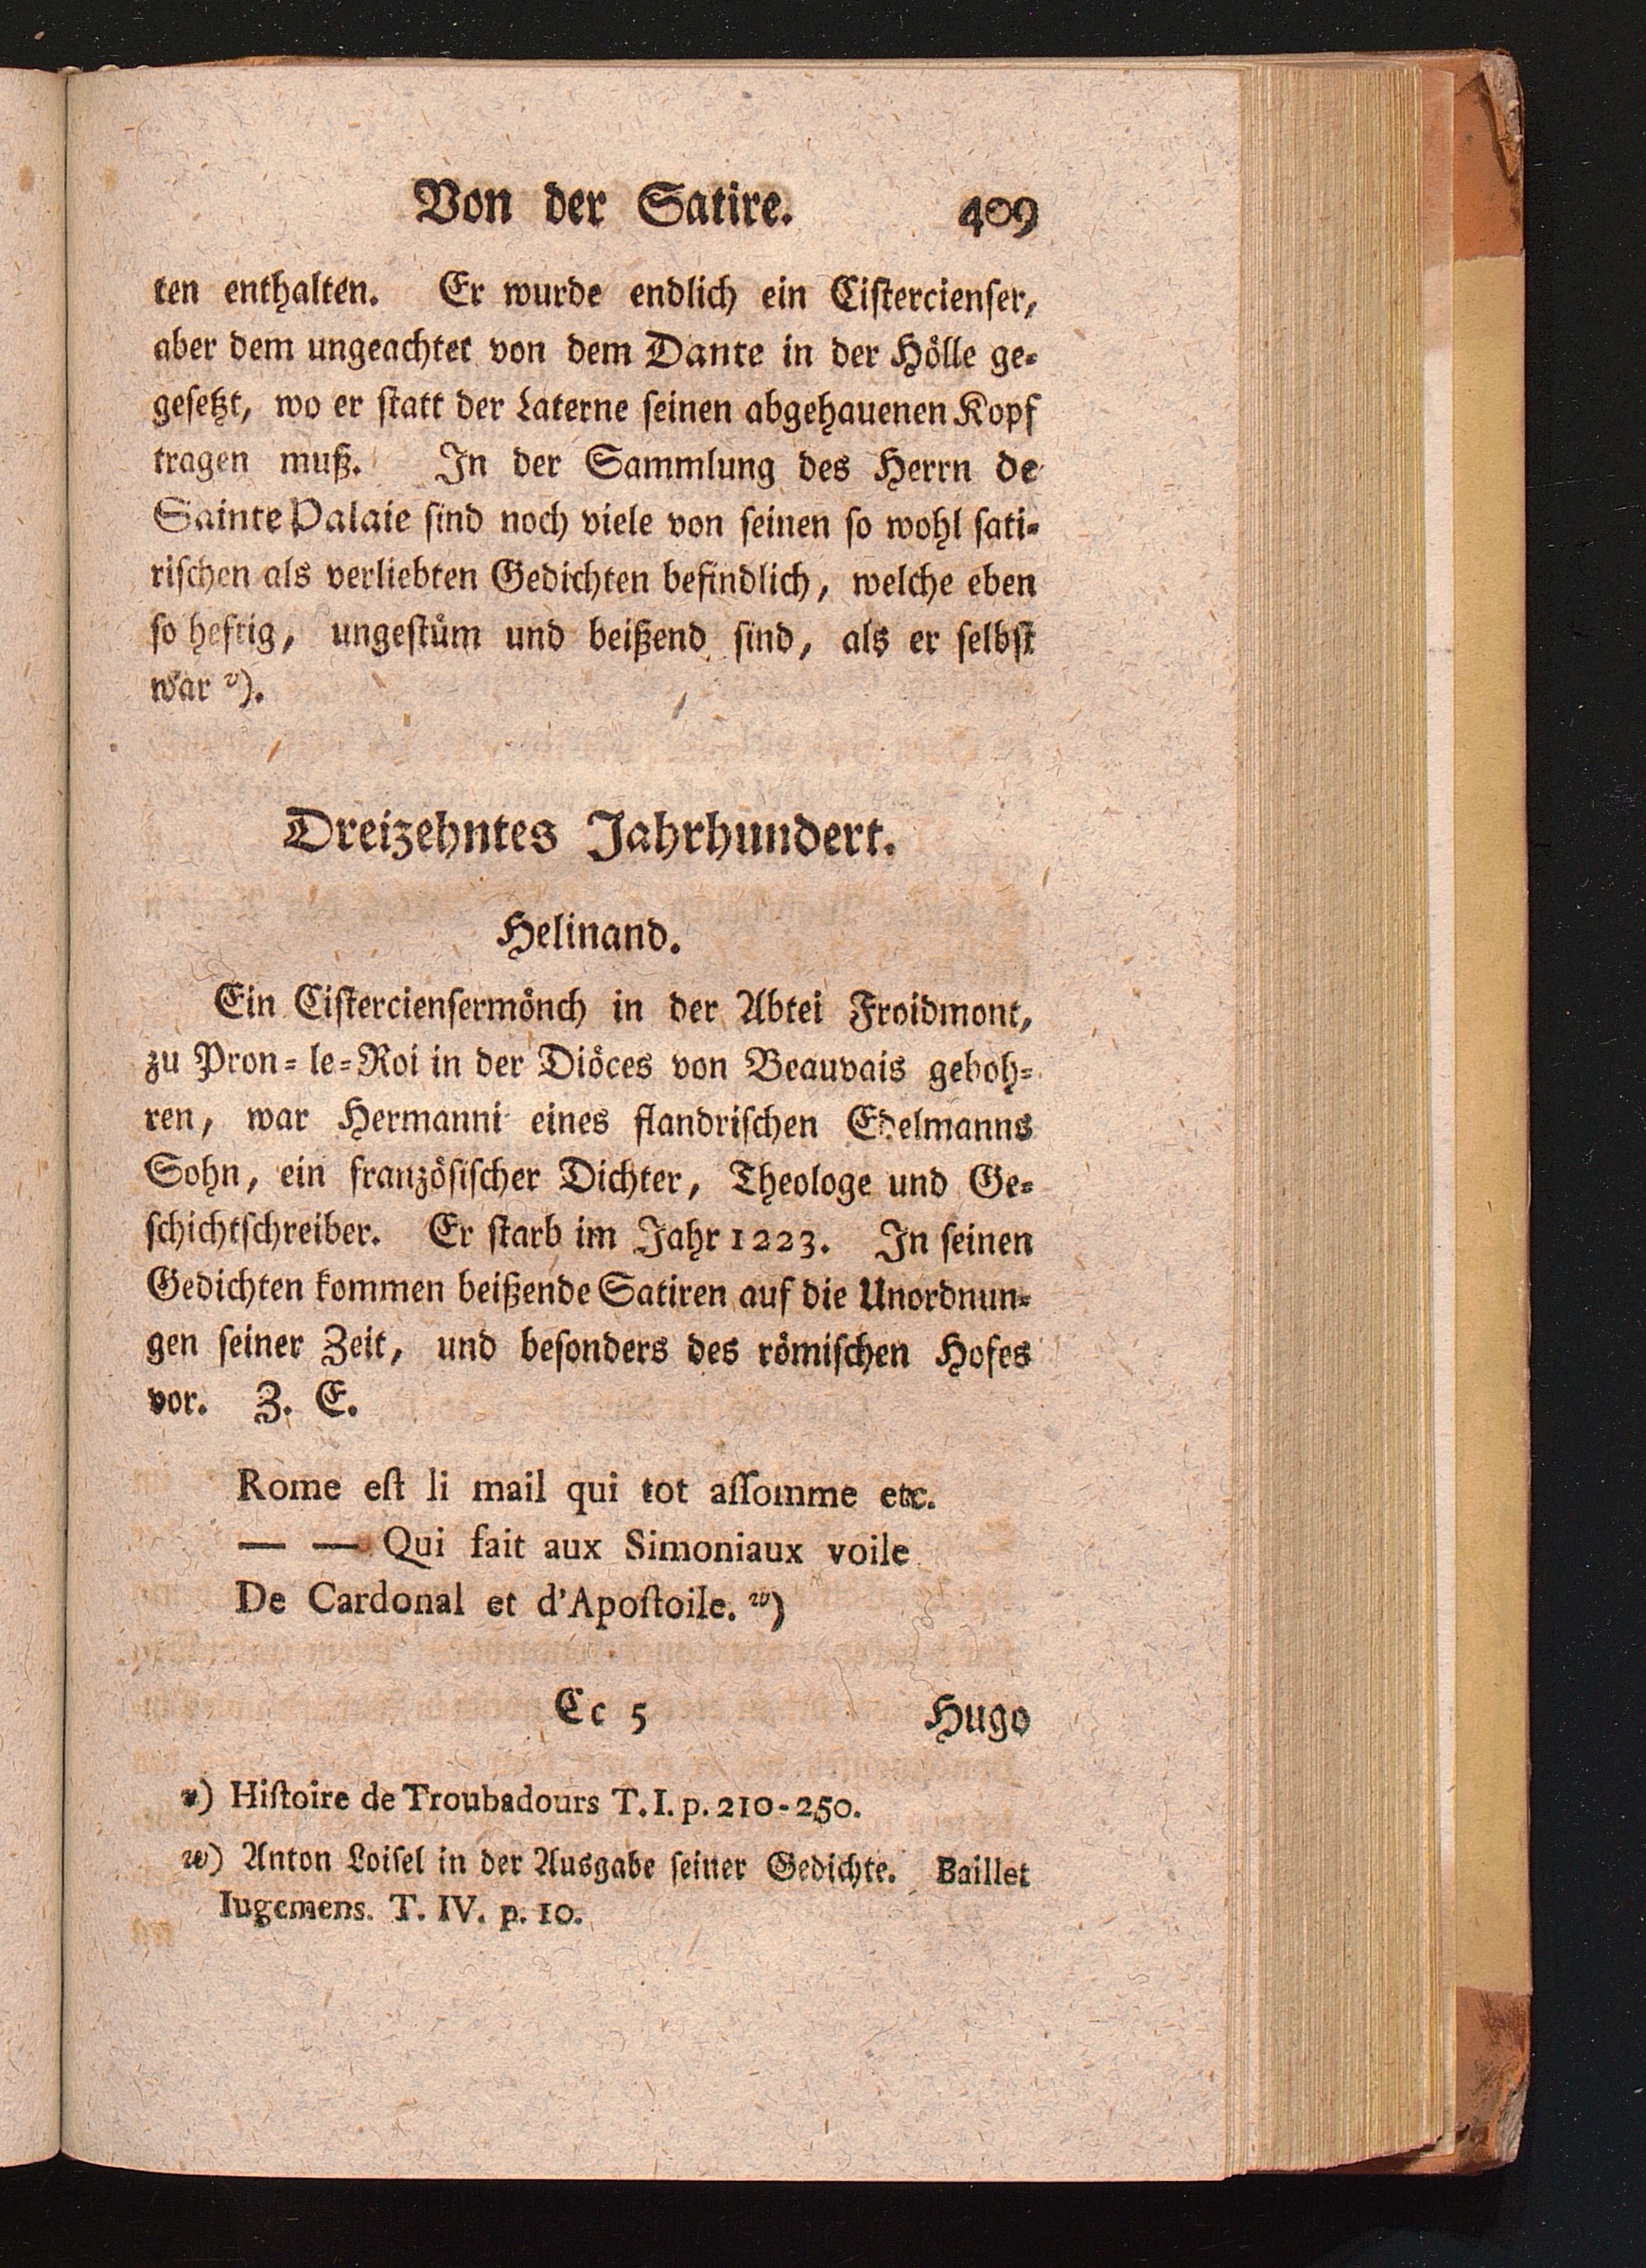 Von der Satire. 409
ten enthalten. Er wurde endlich ein Ciſtercienſer,
aber dem ungeachtet von dem Dante in der Hölle ge-
geſetzt, wo er ſtatt der Laterne ſeinen abgehauenen Kopf
tragen muß. In der Sammlung des Herrn de
Sainte Palaie ſind noch viele von ſeinen ſo wohl ſati-
riſchen als verliebten Gedichten befindlich, welche eben
ſo heftig, ungeſtüm und beißend ſind, als er ſelbſt
war v).
Dreizehntes Jahrhundert.
Helinand.
Ein Ciſtercienſermönch in der Abtei Froidmont,
zu Pron-le-Roi in der Diöces von Beauvais geboh-
ren, war Hermanni eines flandriſchen Edelmanns
Sohn, ein franzöſiſcher Dichter, Theologe und Ge-
ſchichtſchreiber. Er ſtarb im Jahr 1223. In ſeinen
Gedichten kommen beißende Satiren auf die Unordnun-
gen ſeiner Zeit, und beſonders des römiſchen Hofes
vor. Z. E.
Rome eſt li mail qui tot aſſomme etc.
— — Qui fait aux Simoniaux voile
De Cardonal et d'Apoſtoile. w)
Cc 5 Hugo
v) Hiſtoire de Troubadours T. I. p. 210-250.
w) Anton Loiſel in der Ausgabe ſeiner Gedichte. Baillet
Iugemens. T. IV. p. 10.